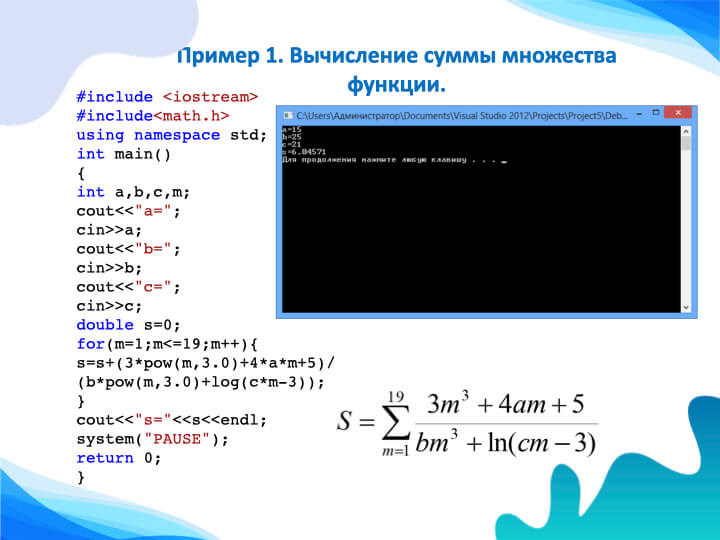 Пример 1. Вычисление суммы множества
функции.
#include <iostream>
#include<math.h>
using namespace std;
int main()
{
int a,b,c,m;
cout<<"a=";
cin>>a;
cout<<"b=";
cin>>b;
cout<<"c=";
cin>>c;
double s=0;
for(m=1;m<=19;m++){
s=s+(3*pow(m,3.0)+4*a*m+5)/
(b*pow(m,3.0)+log(c*m-3));
}
cout<<"s="<<s<<endl;
system("PAUSE");
return 0;
}
C:\Users\Администратор\Documents\Visual Studio 2012\Projects\Project5\Deb...
a=15
b=25
c=21
s=6.04571
Для продолжения нажмите любую клавишу . . .
S = \sum_{m=1}^{19} \frac{3m^3 + 4am + 5}{bm^3 + \ln(cm - 3)}